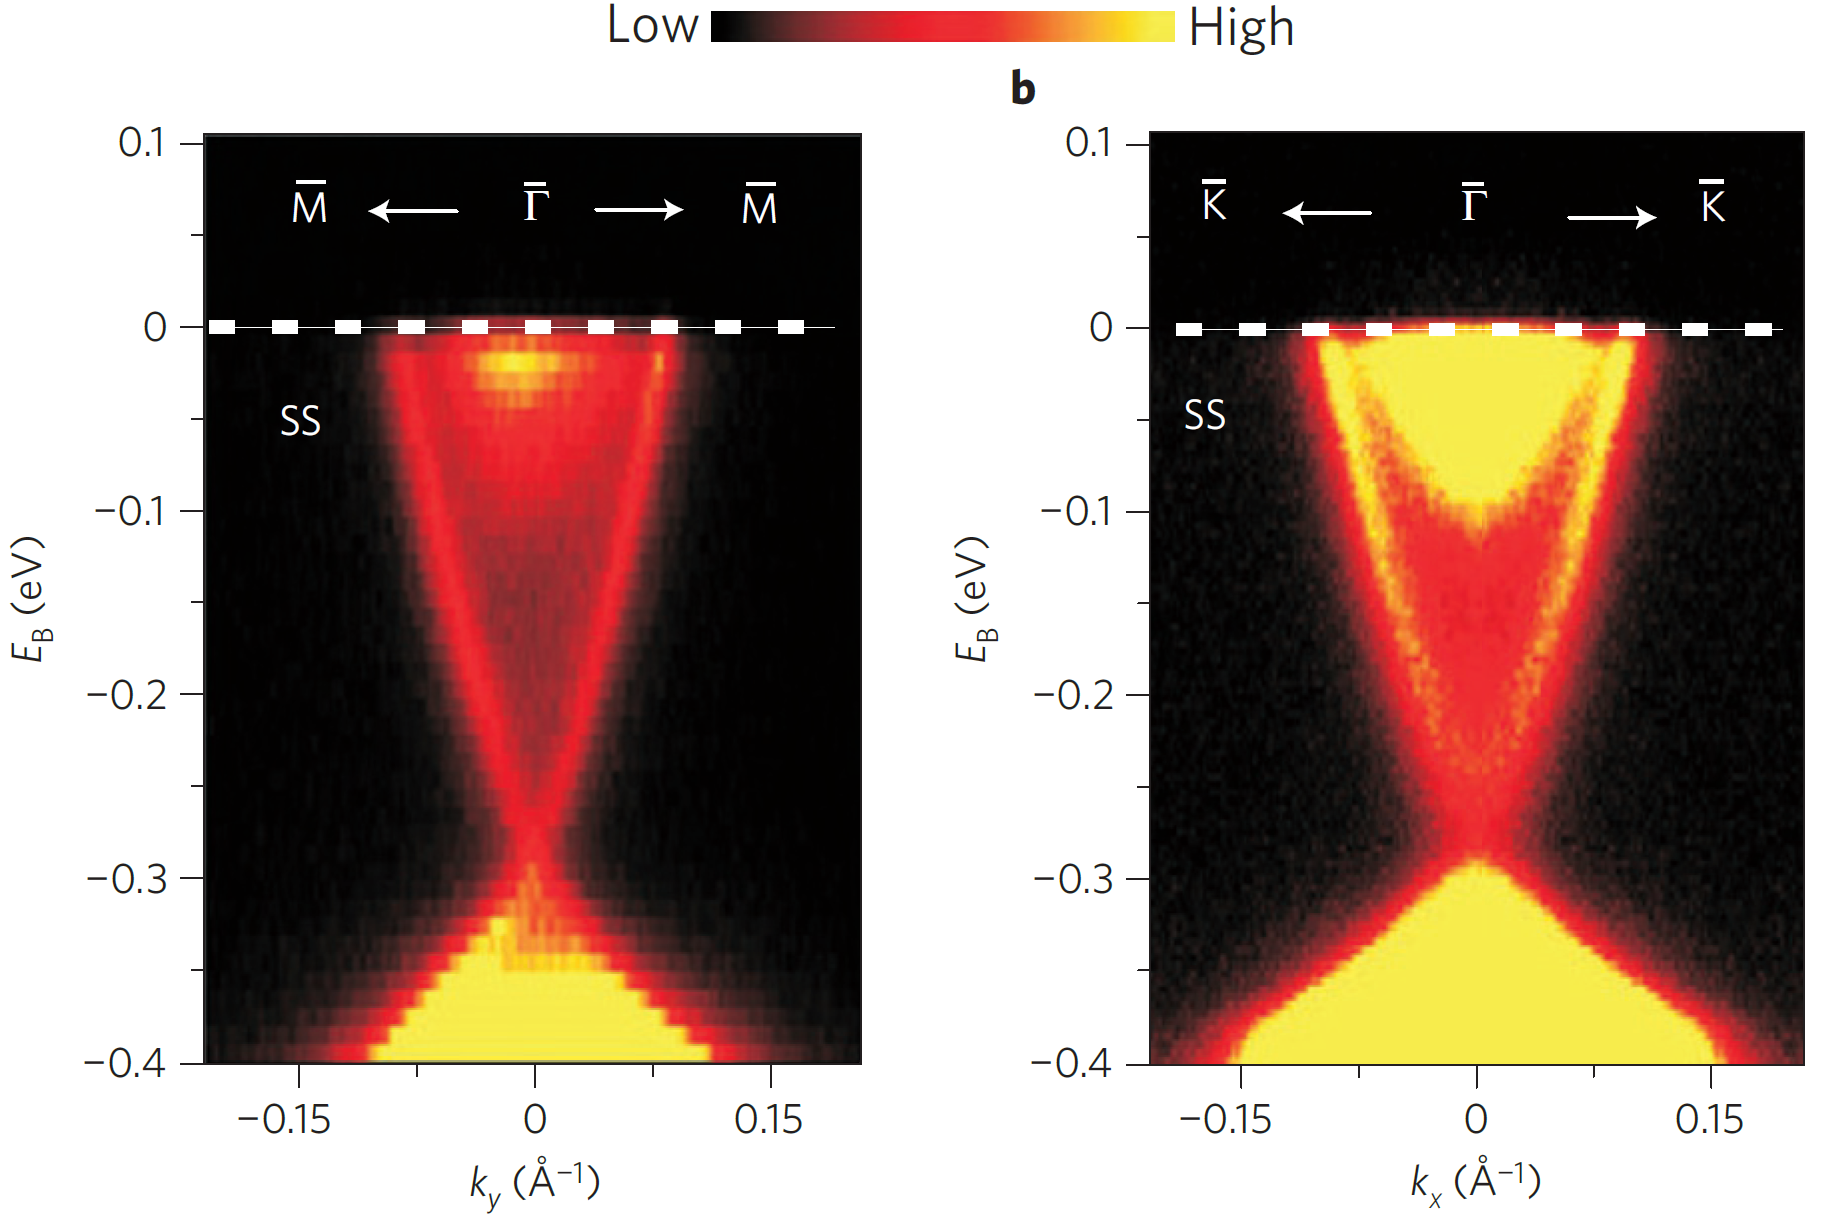 Low High
b
0.1
0
−0.1
−0.2
−0.3
−0.4
E_B (eV)
M̅ ← Γ̅ → M̅
SS
−0.15 0 0.15
k_y (Å⁻¹)
0.1
0
−0.1
−0.2
−0.3
−0.4
E_B (eV)
K̅ ← Γ̅ → K̅
SS
−0.15 0 0.15
k_x (Å⁻¹)